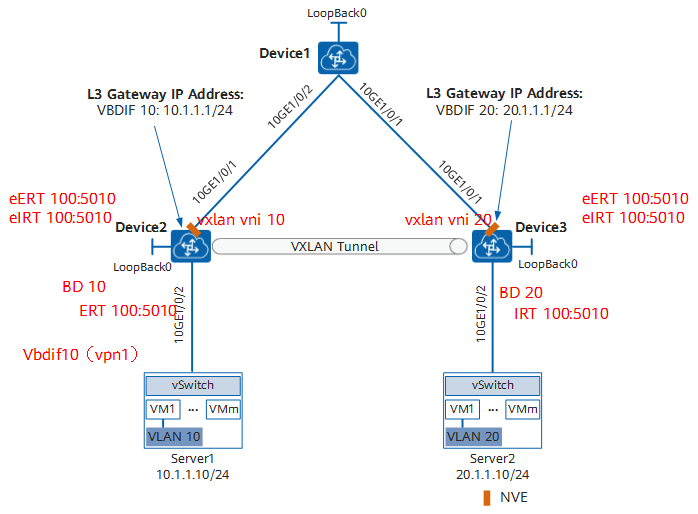 LoopBack0
Device1
L3 Gateway IP Address:
VBDIF 10: 10.1.1.1/24
L3 Gateway IP Address:
VBDIF 20: 20.1.1.1/24
10GE1/0/2
10GE1/0/1
10GE1/0/1
10GE1/0/1
eERT 100:5010
eIRT 100:5010
vxlan vni 10
vxlan vni 20
eERT 100:5010
eIRT 100:5010
Device2
Device3
VXLAN Tunnel
LoopBack0
LoopBack0
BD 10
ERT 100:5010
10GE1/0/2
10GE1/0/2
BD 20
IRT 100:5010
Vbdif10（vpn1）
vSwitch
VM1 ... VMm
VLAN 10
Server1
10.1.1.10/24
vSwitch
VM1 ... VMm
VLAN 20
Server2
20.1.1.10/24
NVE